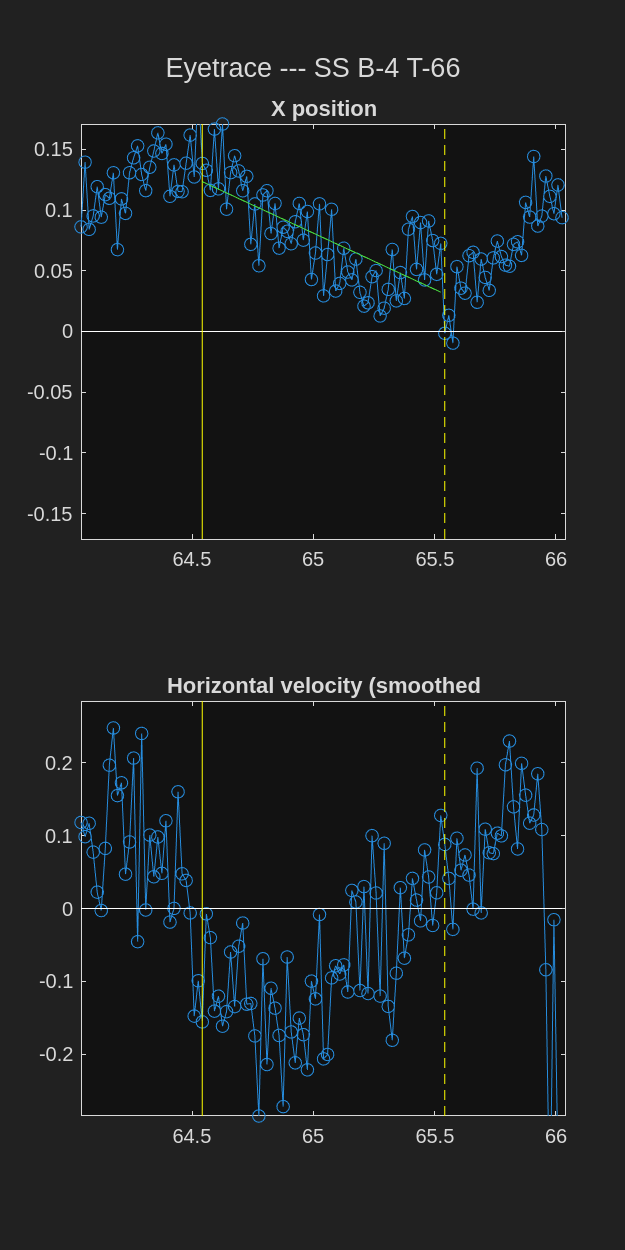 Eyetrace --- SS B-4 T-66
X position
0.15
0.1
0.05
0
-0.05
-0.1
-0.15
64.5 65 65.5 66
Horizontal velocity (smoothed
0.2
0.1
0
-0.1
-0.2
64.5 65 65.5 66